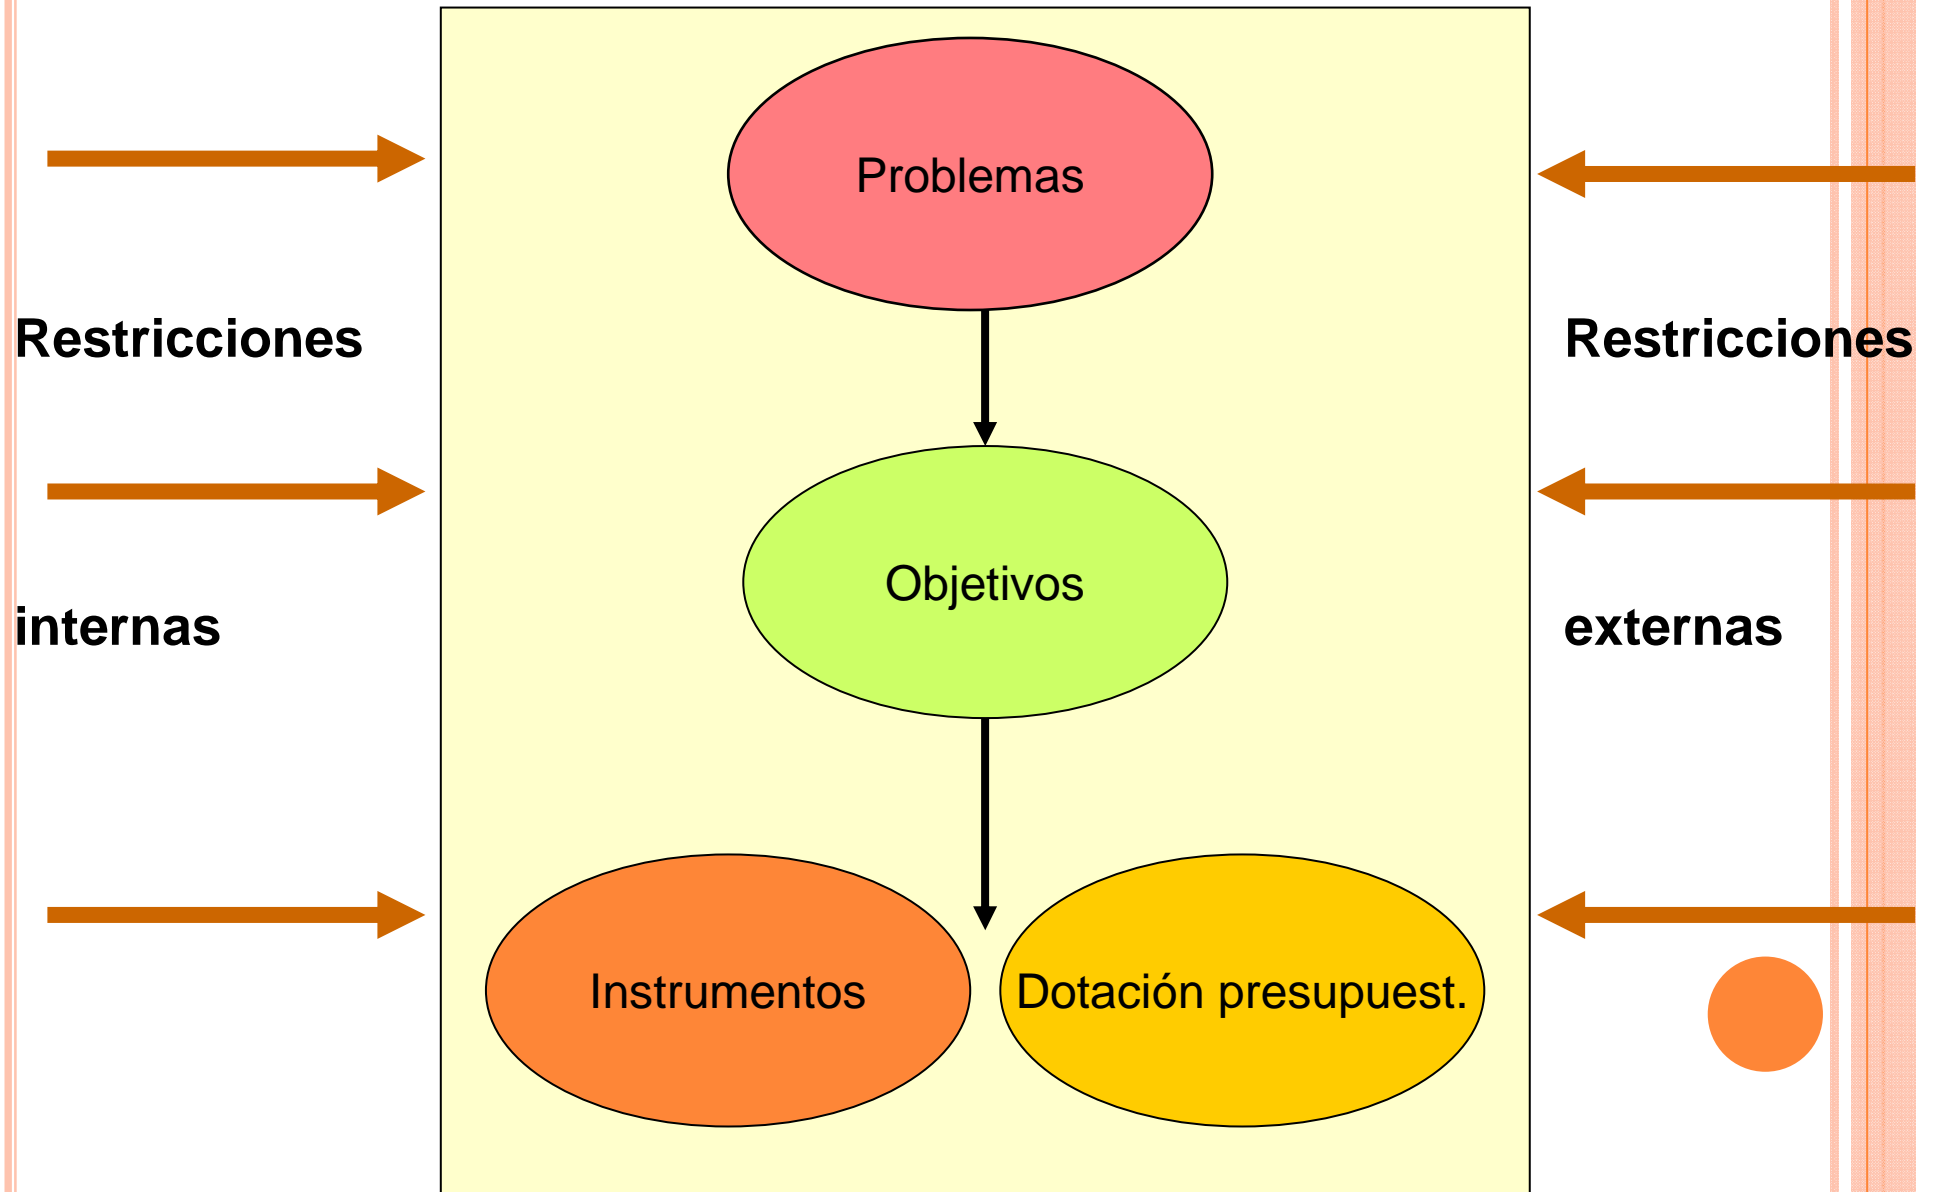 Problemas
Restricciones
Restricciones
Objetivos
internas
externas
Instrumentos
Dotación presupuest.